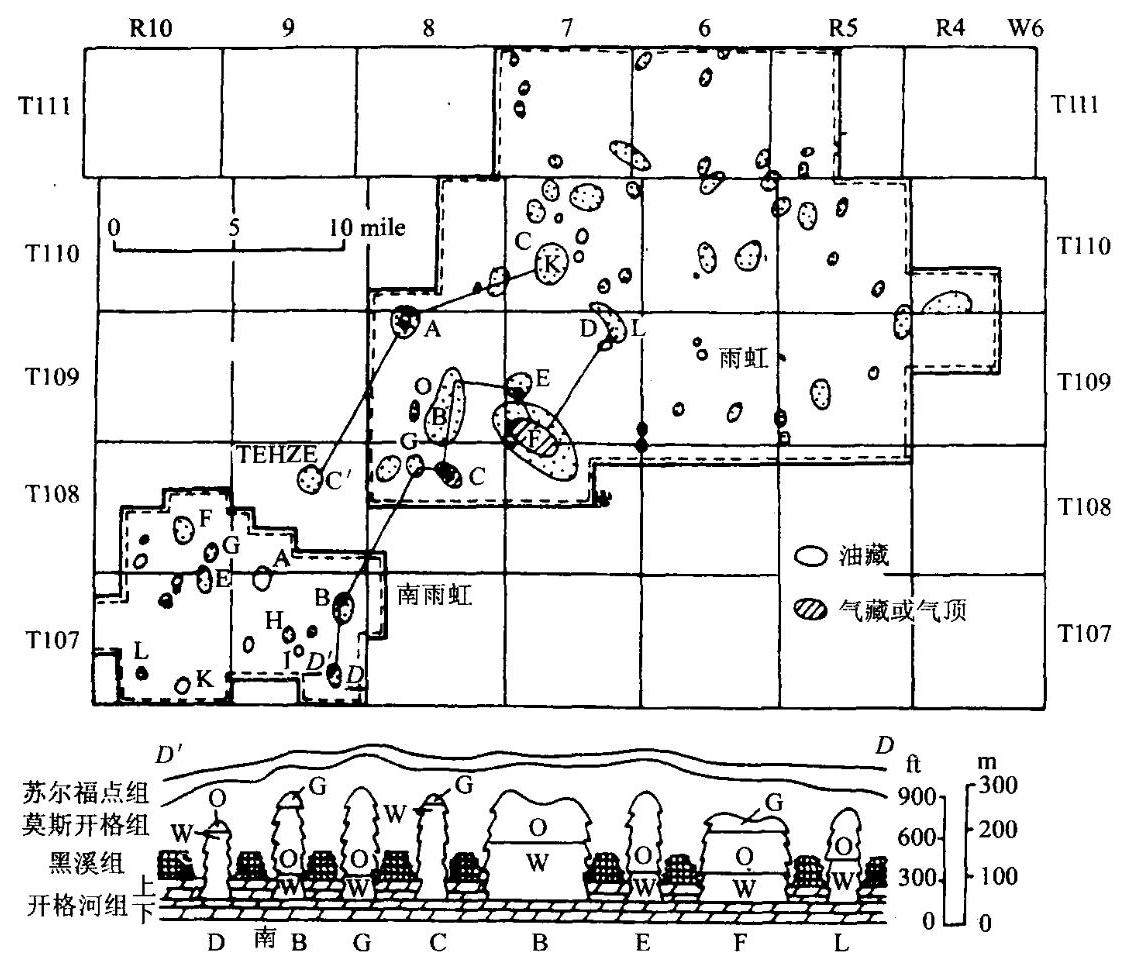 R10 9 8 7 6 R5 R4 W6
T111 T111
0 5 10 mile
T110 C K T110
A D L
雨虹
T109 O E T109
B F
TEHZE G
C' C
T108 T108
F
G
E A
油藏
南雨虹
B
气藏或气顶
T107 H T107
L I D' D
K
D' D
ft m
苏尔福点组 O G G 900 300
莫斯开格组 W W O G 600 200
黑溪组 O O W O O O
上 W W W W W 300 100
开格河组
下 0 0
D 南 B G C B E F L